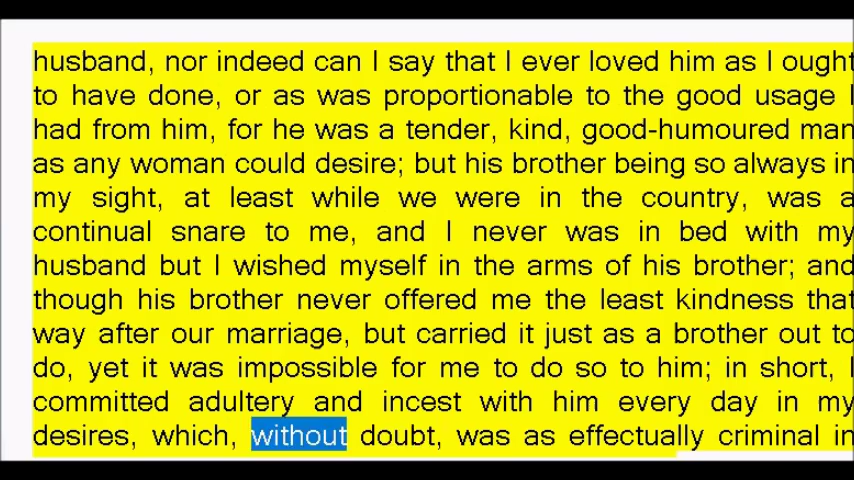 husband, nor indeed can I say that I ever loved him as I ought
to have done, or as was proportionable to the good usage I
had from him, for he was a tender, kind, good-humoured man
as any woman could desire; but his brother being so always in
my sight, at least while we were in the country, was a
continual snare to me, and I never was in bed with my
husband but I wished myself in the arms of his brother; and
though his brother never offered me the least kindness that
way after our marriage, but carried it just as a brother out to
do, yet it was impossible for me to do so to him; in short, I
committed adultery and incest with him every day in my
desires, which, without doubt, was as effectually criminal in